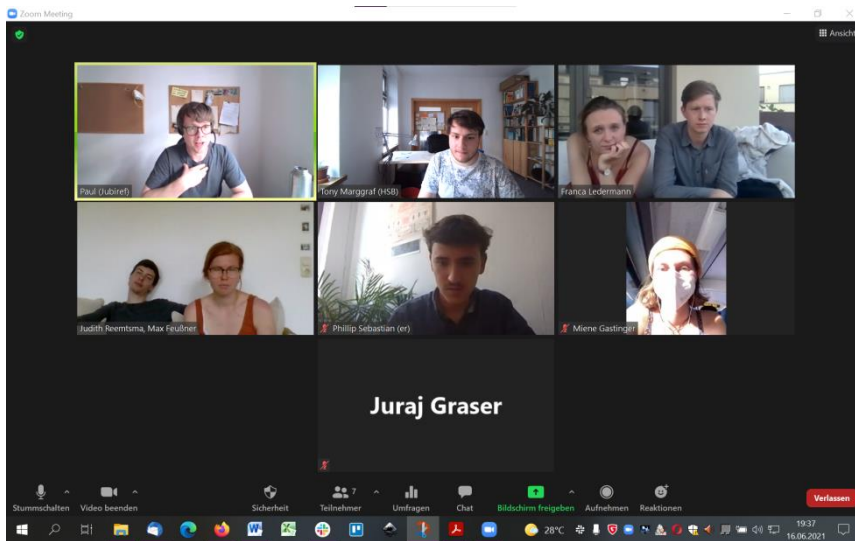 Zoom Meeting
Ansicht
Paul (Jubiref)
Tony Marggraf (HSB)
Franca Ledermann
Judith Reemtsma, Max Feußner
Phillip Sebastian (er)
Miene Gastinger
Juraj Graser
Stummschalten
Video beenden
Sicherheit
7
Teilnehmer
Umfragen
Chat
Bildschirm freigeben
Aufnehmen
Reaktionen
Verlassen
28°C
19:37
16.06.2021